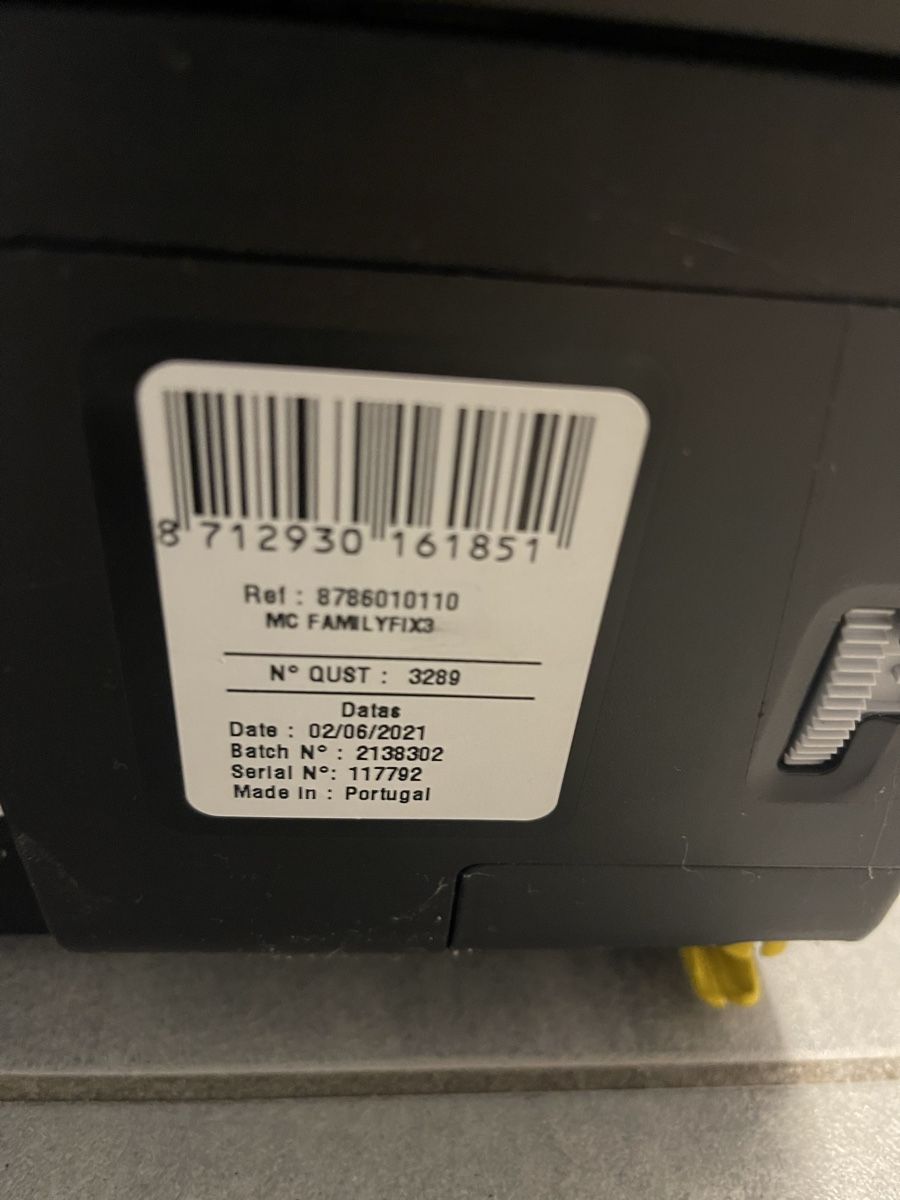 8 712930 161851
Ref : 8786010110
MC FAMILYFIX3
N° QUST : 3289
Datas
Date : 02/06/2021
Batch N° : 2138302
Serial N°: 117792
Made in : Portugal